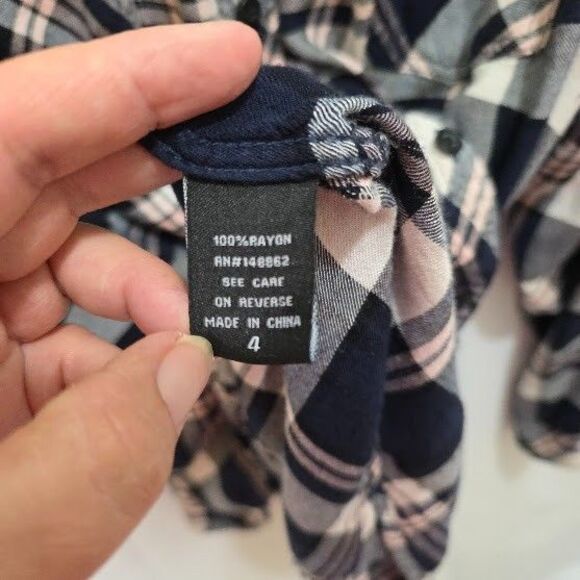 100%RAYON
RN#148862
SEE CARE
ON REVERSE
MADE IN CHINA
4